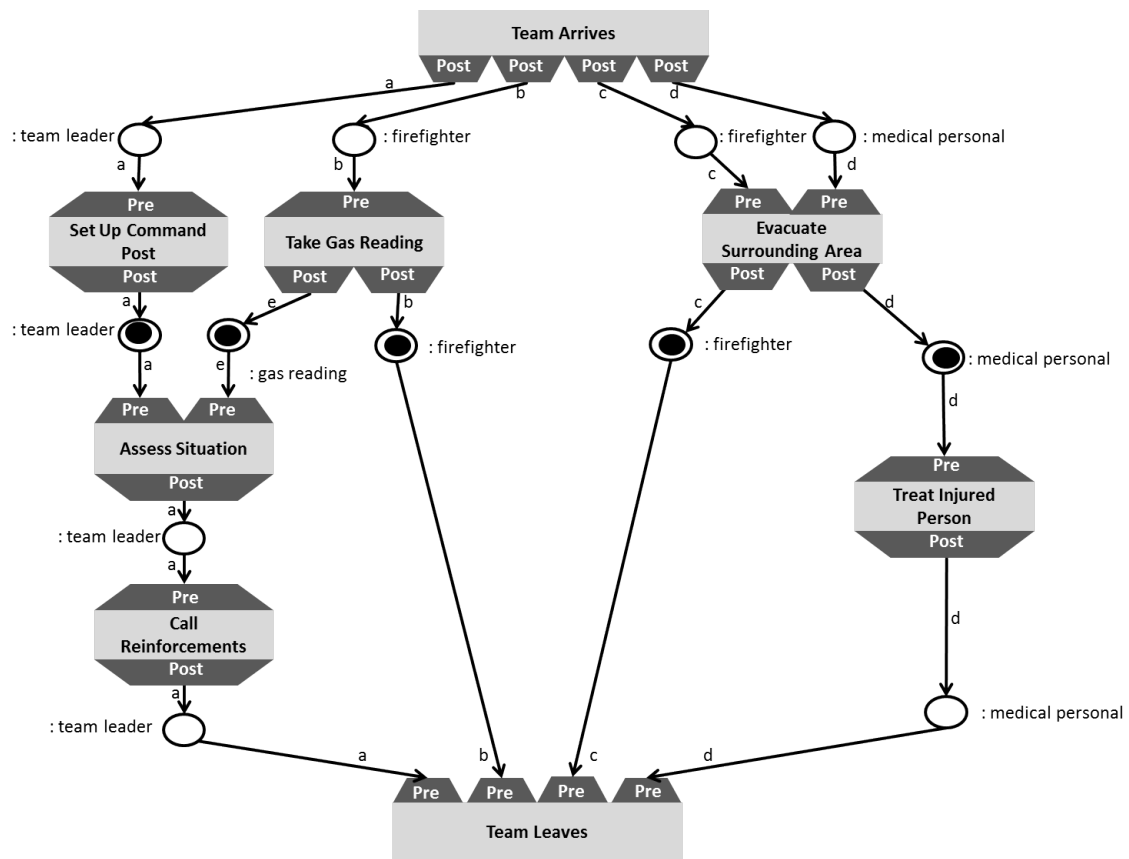 Team Arrives
Post Post Post Post
a b c d
: team leader
: firefighter
: firefighter
: medical personal
a b c d
Pre
Set Up Command
Post
Post
Pre
Take Gas Reading
Post Post
Pre Pre
Evacuate
Surrounding Area
Post Post
a e b c d
: team leader
: firefighter
: firefighter
: medical personal
a e
: gas reading
d
Pre Pre
Assess Situation
Post
Pre
Treat Injured
Person
Post
a
: team leader
a
Pre
Call
Reinforcements
Post
d
a
: team leader
: medical personal
a b c d
Pre Pre Pre Pre
Team Leaves